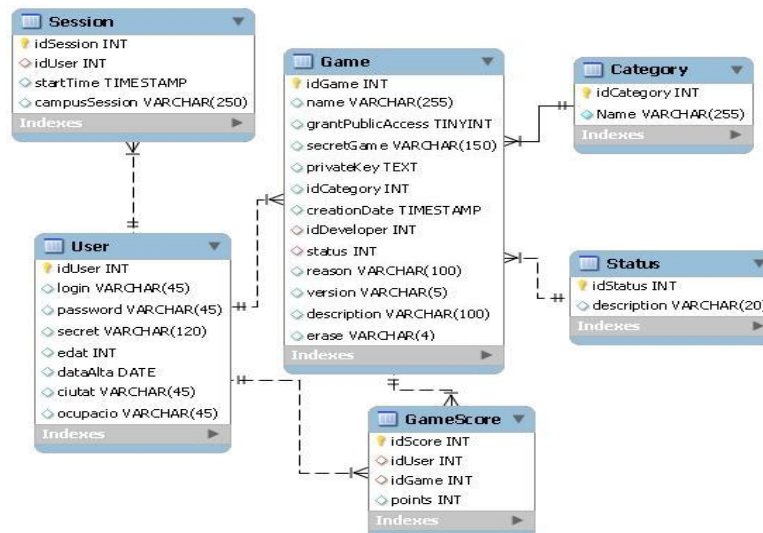 Session
idSession INT
idUser INT
startTime TIMESTAMP
campusSession VARCHAR(250)
Indexes
Game
idGame INT
name VARCHAR(255)
grantPublicAccess TINYINT
secretGame VARCHAR(150)
privateKey TEXT
idCategory INT
creationDate TIMESTAMP
idDeveloper INT
status INT
reason VARCHAR(100)
version VARCHAR(5)
description VARCHAR(100)
erase VARCHAR(4)
Indexes
Category
idCategory INT
Name VARCHAR(255)
Indexes
User
idUser INT
login VARCHAR(45)
password VARCHAR(45)
secret VARCHAR(120)
edat INT
dataAlta DATE
ciutat VARCHAR(45)
ocupacio VARCHAR(45)
Indexes
Status
idStatus INT
description VARCHAR(20)
Indexes
GameScore
idScore INT
idUser INT
idGame INT
points INT
Indexes